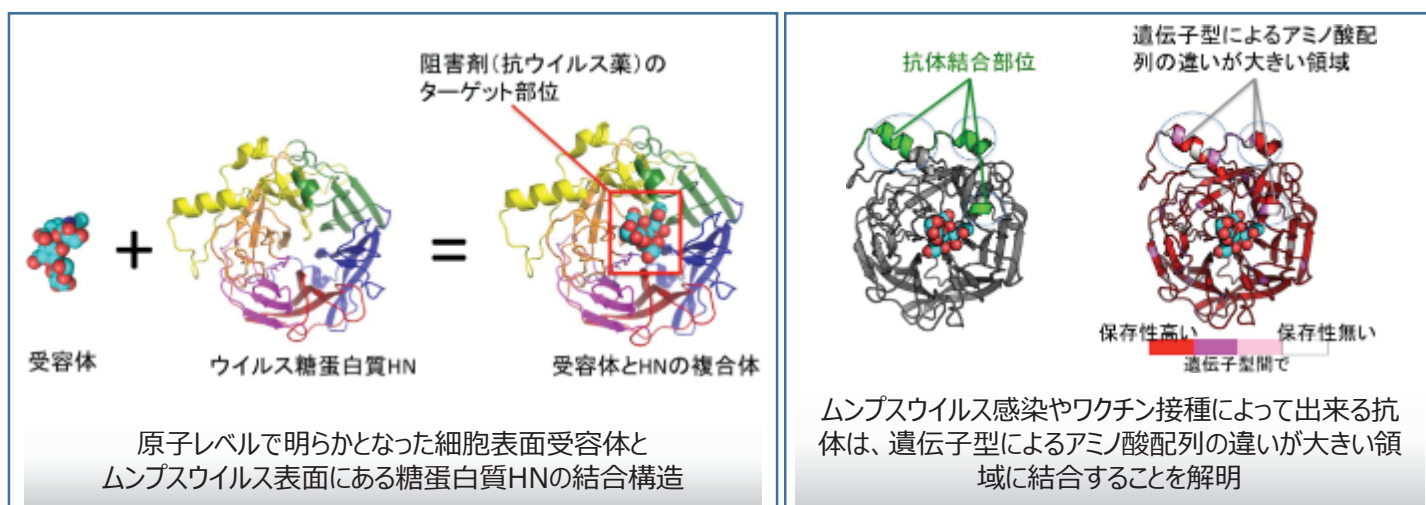 阻害剤(抗ウイルス薬)の
ターゲット部位
+
=
受容体
ウイルス糖蛋白質HN
受容体とHNの複合体
原子レベルで明らかとなった細胞表面受容体と
ムンプスウイルス表面にある糖蛋白質HNの結合構造
抗体結合部位
遺伝子型によるアミノ酸配
列の違いが大きい領域
保存性高い
保存性無い
遺伝子型間で
ムンプスウイルス感染やワクチン接種によって出来る抗
体は、遺伝子型によるアミノ酸配列の違いが大きい領
域に結合することを解明